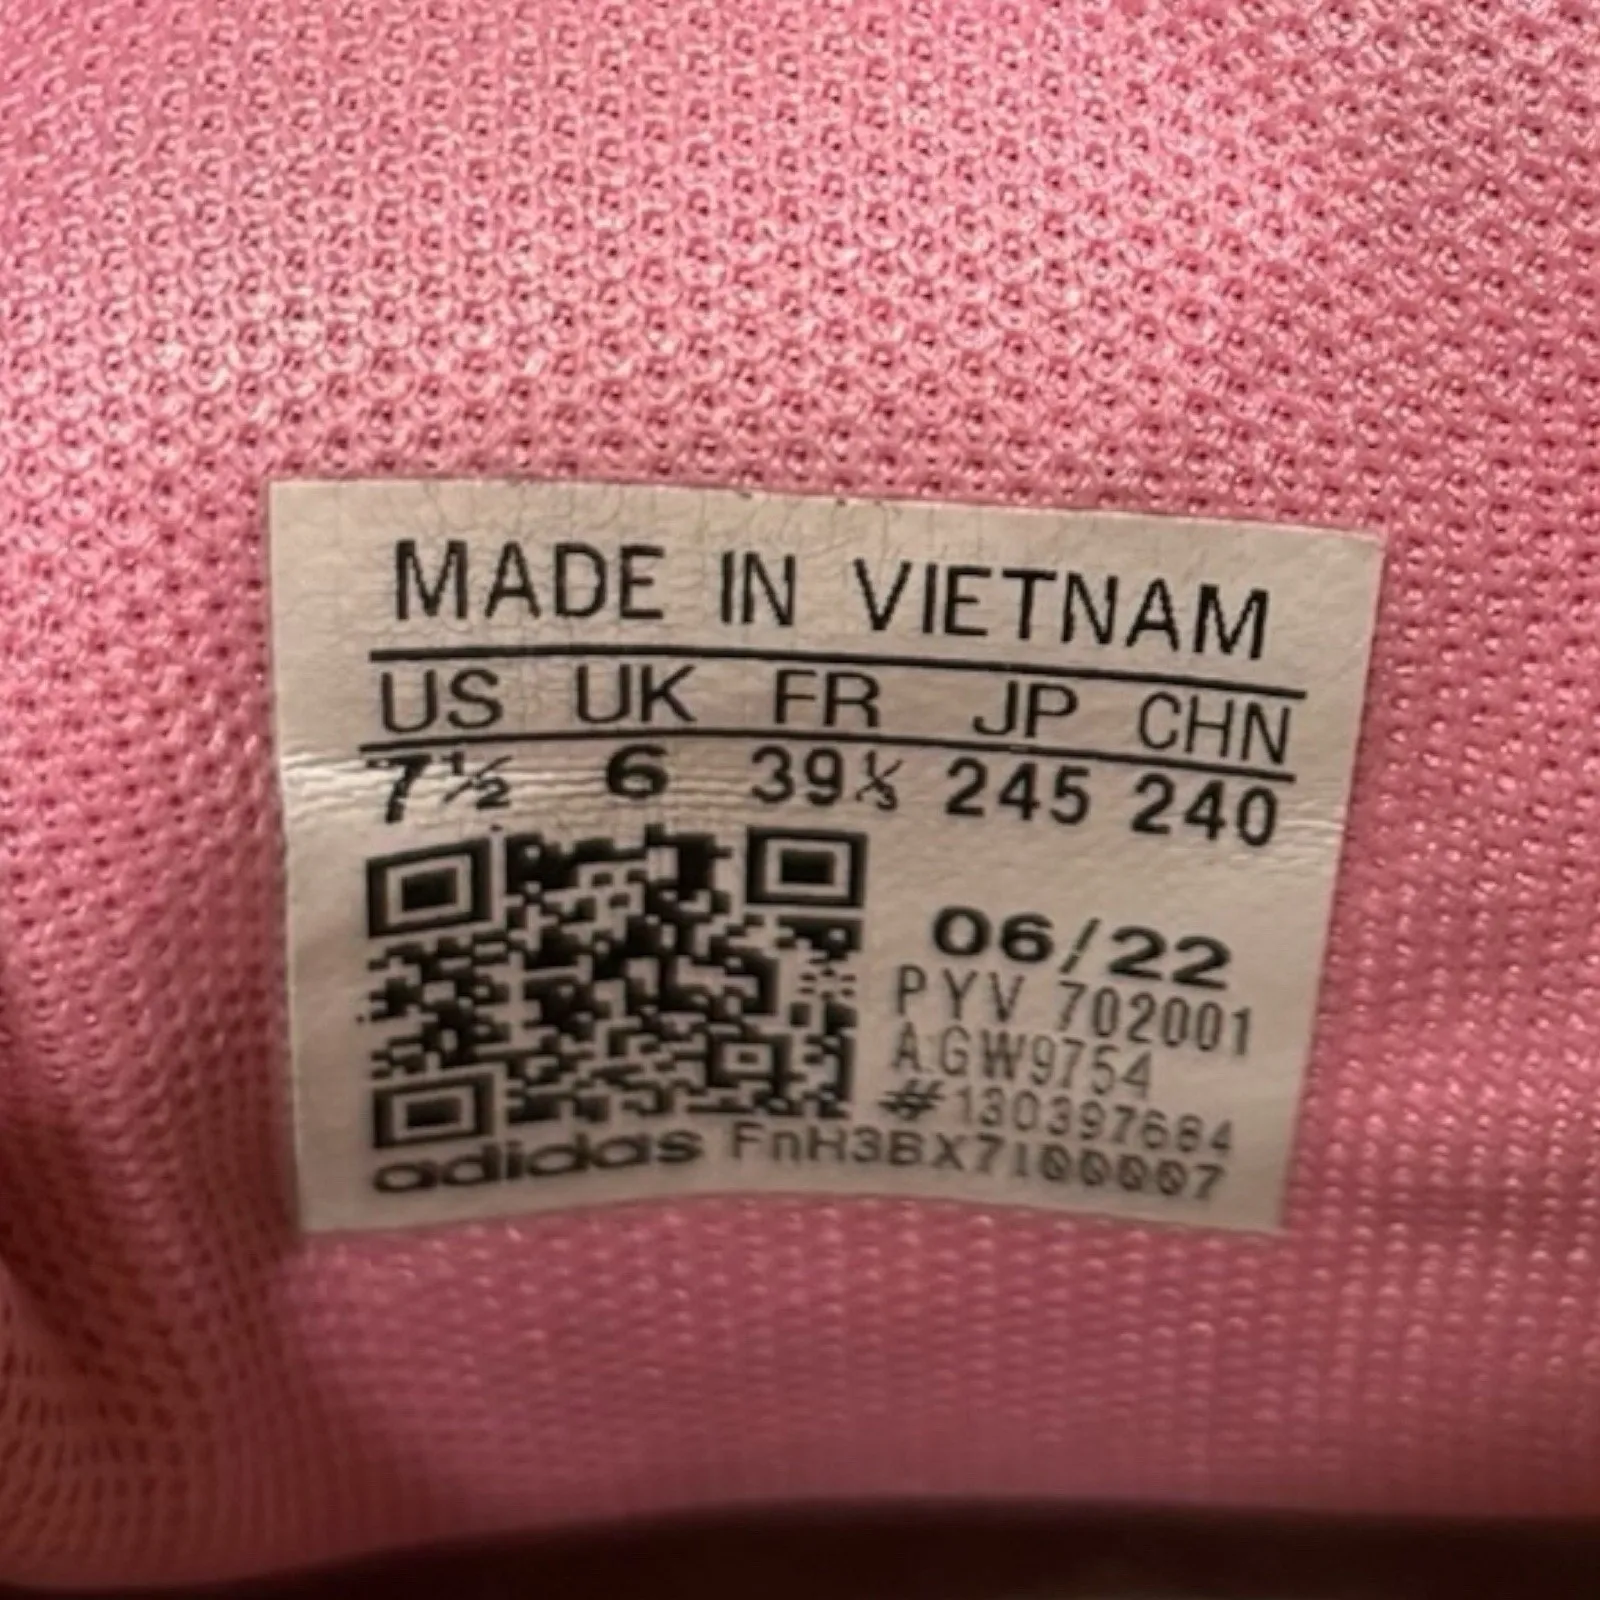 MADE IN VIETNAM
US UK FR JP CHN
7½ 6 39⅓ 245 240
06/22
PYV 702001
A.GW9754
#130397684
adidas FnH3BX7100007